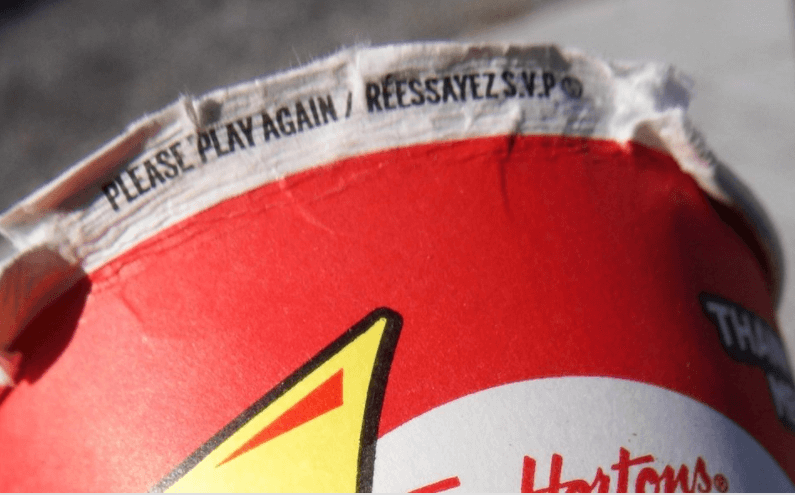 PLEASE PLAY AGAIN / RÉESSAYEZ S.V.P
Hortons®